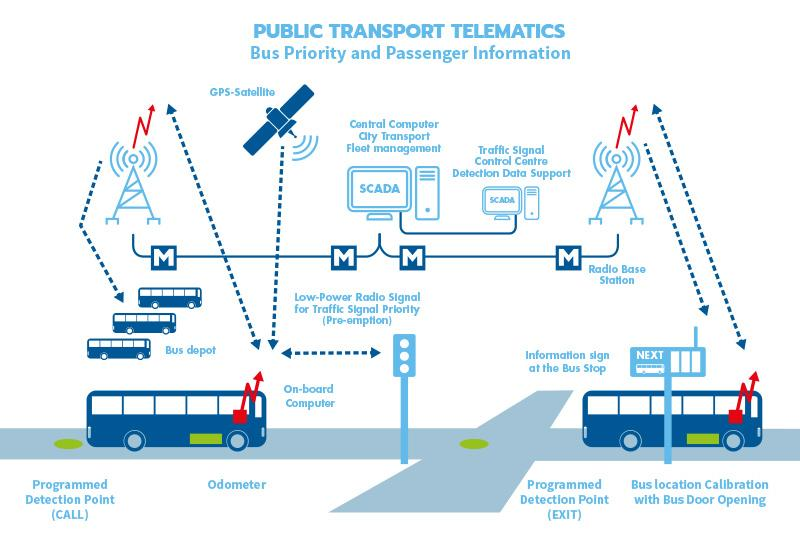 PUBLIC TRANSPORT TELEMATICS
Bus Priority and Passenger Information
GPS-Satellite
Central Computer
City Transport
Fleet management
Traffic Signal
Control Centre
Detection Data Support
SCADA
SCADA
M
M
M
M
Radio Base
Station
Low-Power Radio Signal
for Traffic Signal Priority
(Pre-emption)
Bus depot
Information sign
at the Bus Stop
NEXT
On-board
Computer
Programmed
Detection Point
(CALL)
Odometer
Programmed
Detection Point
(EXIT)
Bus location Calibration
with Bus Door Opening